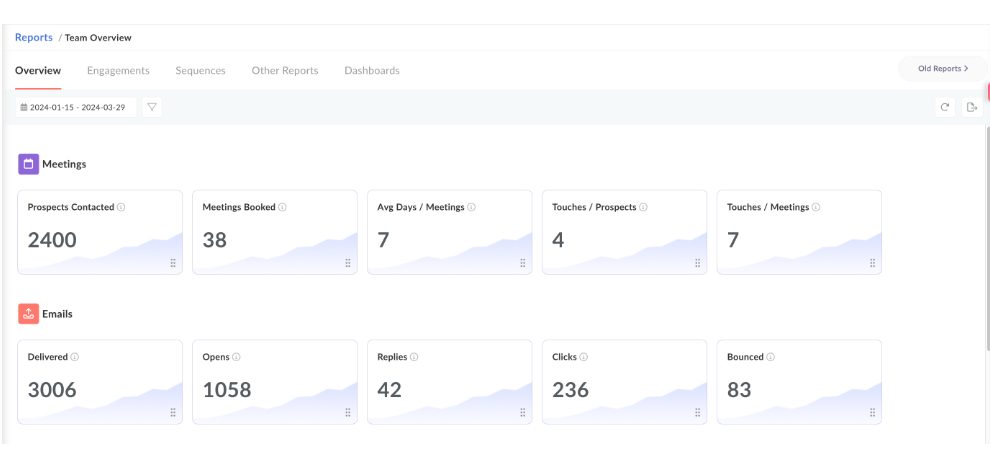 Reports / Team Overview
Overview Engagements Sequences Other Reports Dashboards Old Reports >
2024-01-15 - 2024-03-29
Meetings
Prospects Contacted Meetings Booked Avg Days / Meetings Touches / Prospects Touches / Meetings
2400 38 7 4 7
Emails
Delivered Opens Replies Clicks Bounced
3006 1058 42 236 83